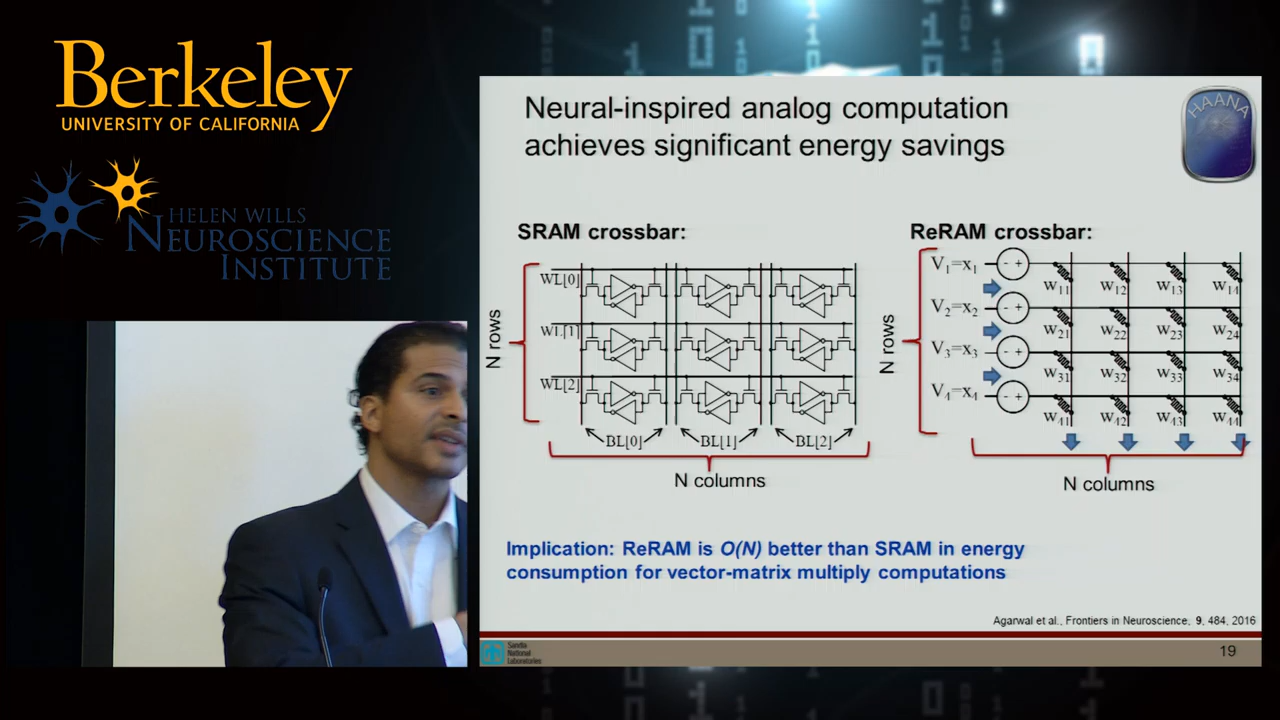 Berkeley
UNIVERSITY OF CALIFORNIA
HELEN WILLS
NEUROSCIENCE
INSTITUTE
Neural-inspired analog computation
achieves significant energy savings
HAANA
SRAM crossbar:
WL[0]
WL[1]
WL[2]
N rows
BL[0] BL[1] BL[2]
N columns
ReRAM crossbar:
V1=x1
V2=x2
V3=x3
V4=x4
N rows
- +
- +
- +
- +
W11 W12 W13 W14
W21 W22 W23 W24
W31 W32 W33 W34
W41 W42 W43 W44
N columns
Implication: ReRAM is O(N) better than SRAM in energy
consumption for vector-matrix multiply computations
Agarwal et al., Frontiers in Neuroscience, 9, 484, 2016
Sandia
National
Laboratories
19